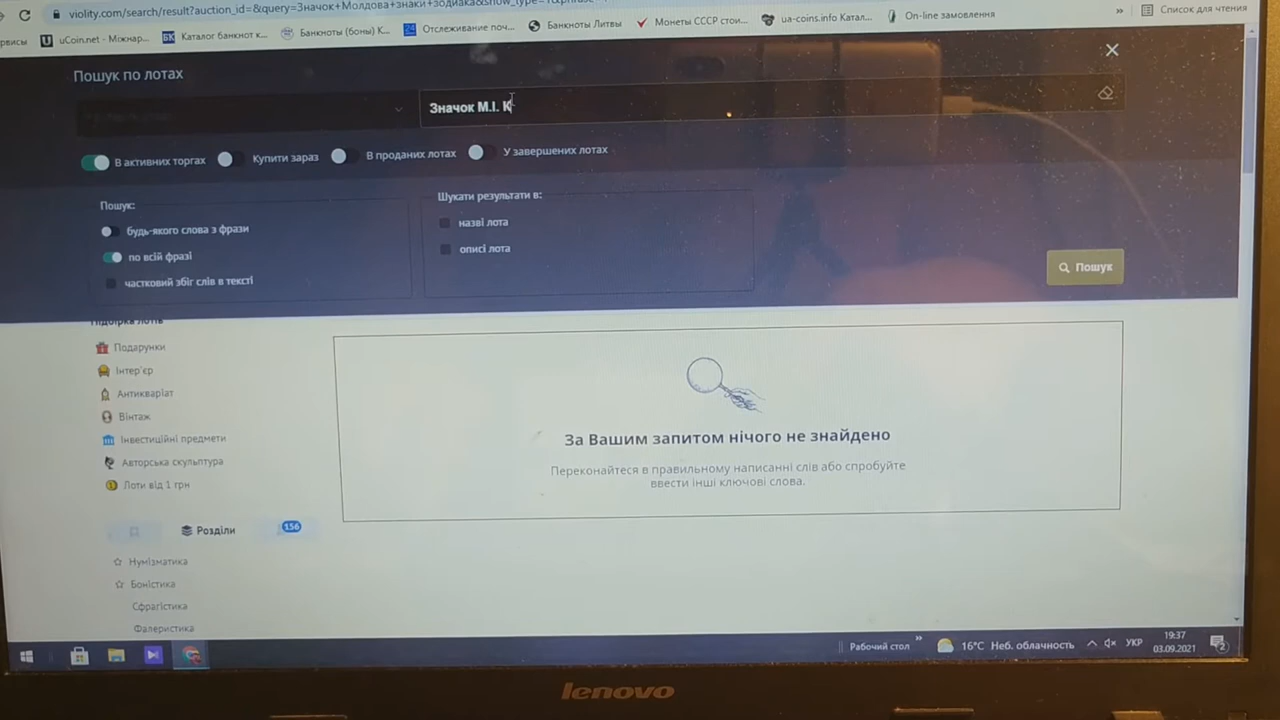 violity.com/search/result?auction_id=&query=Значок+Молдова+знаки+зодиака&show_type=
рвисы uCoin.net - Міжнар... Каталог банкнот к... Банкноты (боны) К... Отслеживание поч... Банкноты Литвы Монеты СССР стои... ua-coins.info Катал... On-line замовлення » Список для чтения
Пошук по лотах
Значок М.І. К
В активних торгах Купити зараз В проданих лотах У завершених лотах
Пошук: Шукати результати в:
будь-якого слова з фрази назві лота
по всій фразі описі лота
частковий збіг слів в тексті
Пошук
Підбірка лотів
Подарунки
Інтер'єр
Антикваріат
Вінтаж
Інвестиційні предмети
Авторська скульптура
Лоти від 1 грн
За Вашим запитом нічого не знайдено
Переконайтеся в правильному написанні слів або спробуйте
ввести інші ключові слова.
Розділи 156
Нумізматика
Боністика
Сфрагістика
Фалеристика
Рабочий стол » 16°C Неб. облачность УКР 19:37
03.09.2021 2
lenovo